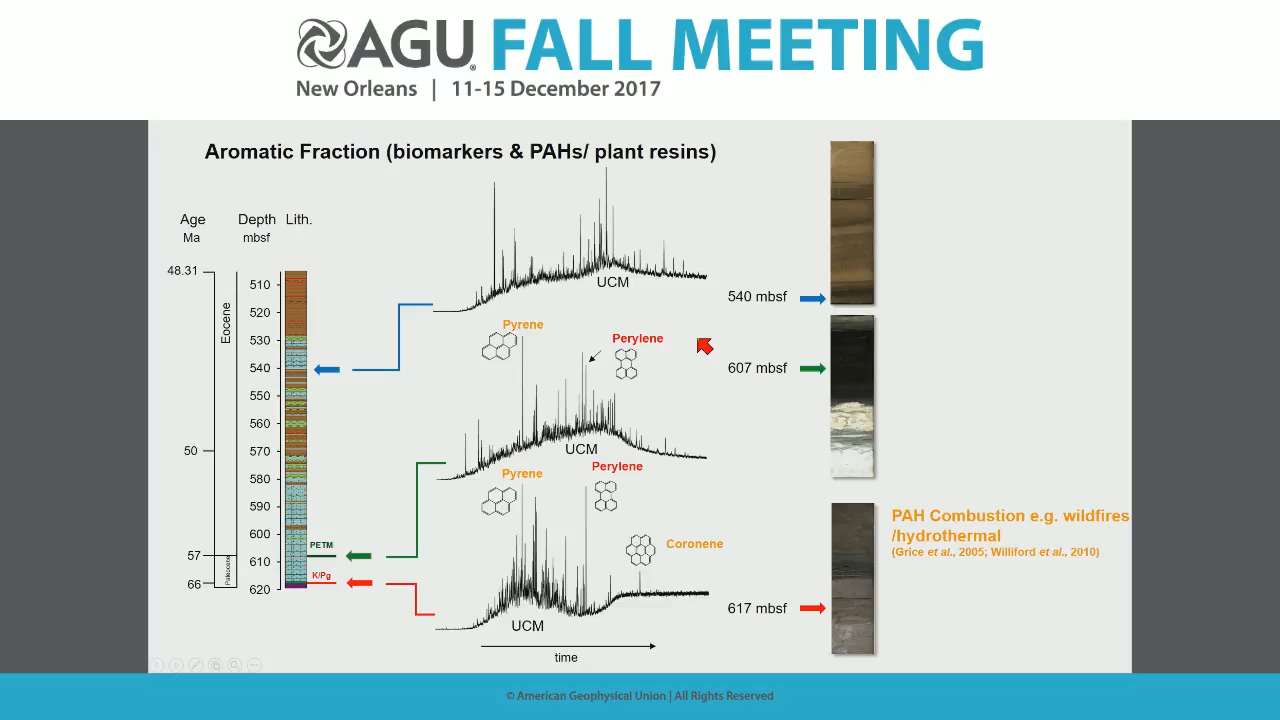 AGU FALL MEETING
New Orleans | 11-15 December 2017
Aromatic Fraction (biomarkers & PAHs/ plant resins)
Age
Ma
Depth
mbsf
Lith.
48.31
50
57
66
Eocene
Paleocene
510
520
530
540
550
560
570
580
590
600
610
620
PETM
K/Pg
UCM
Pyrene
Perylene
UCM
Pyrene
Perylene
Coronene
UCM
time
540 mbsf
607 mbsf
617 mbsf
PAH Combustion e.g. wildfires
/hydrothermal
(Grice et al., 2005; Williford et al., 2010)
© American Geophysical Union | All Rights Reserved